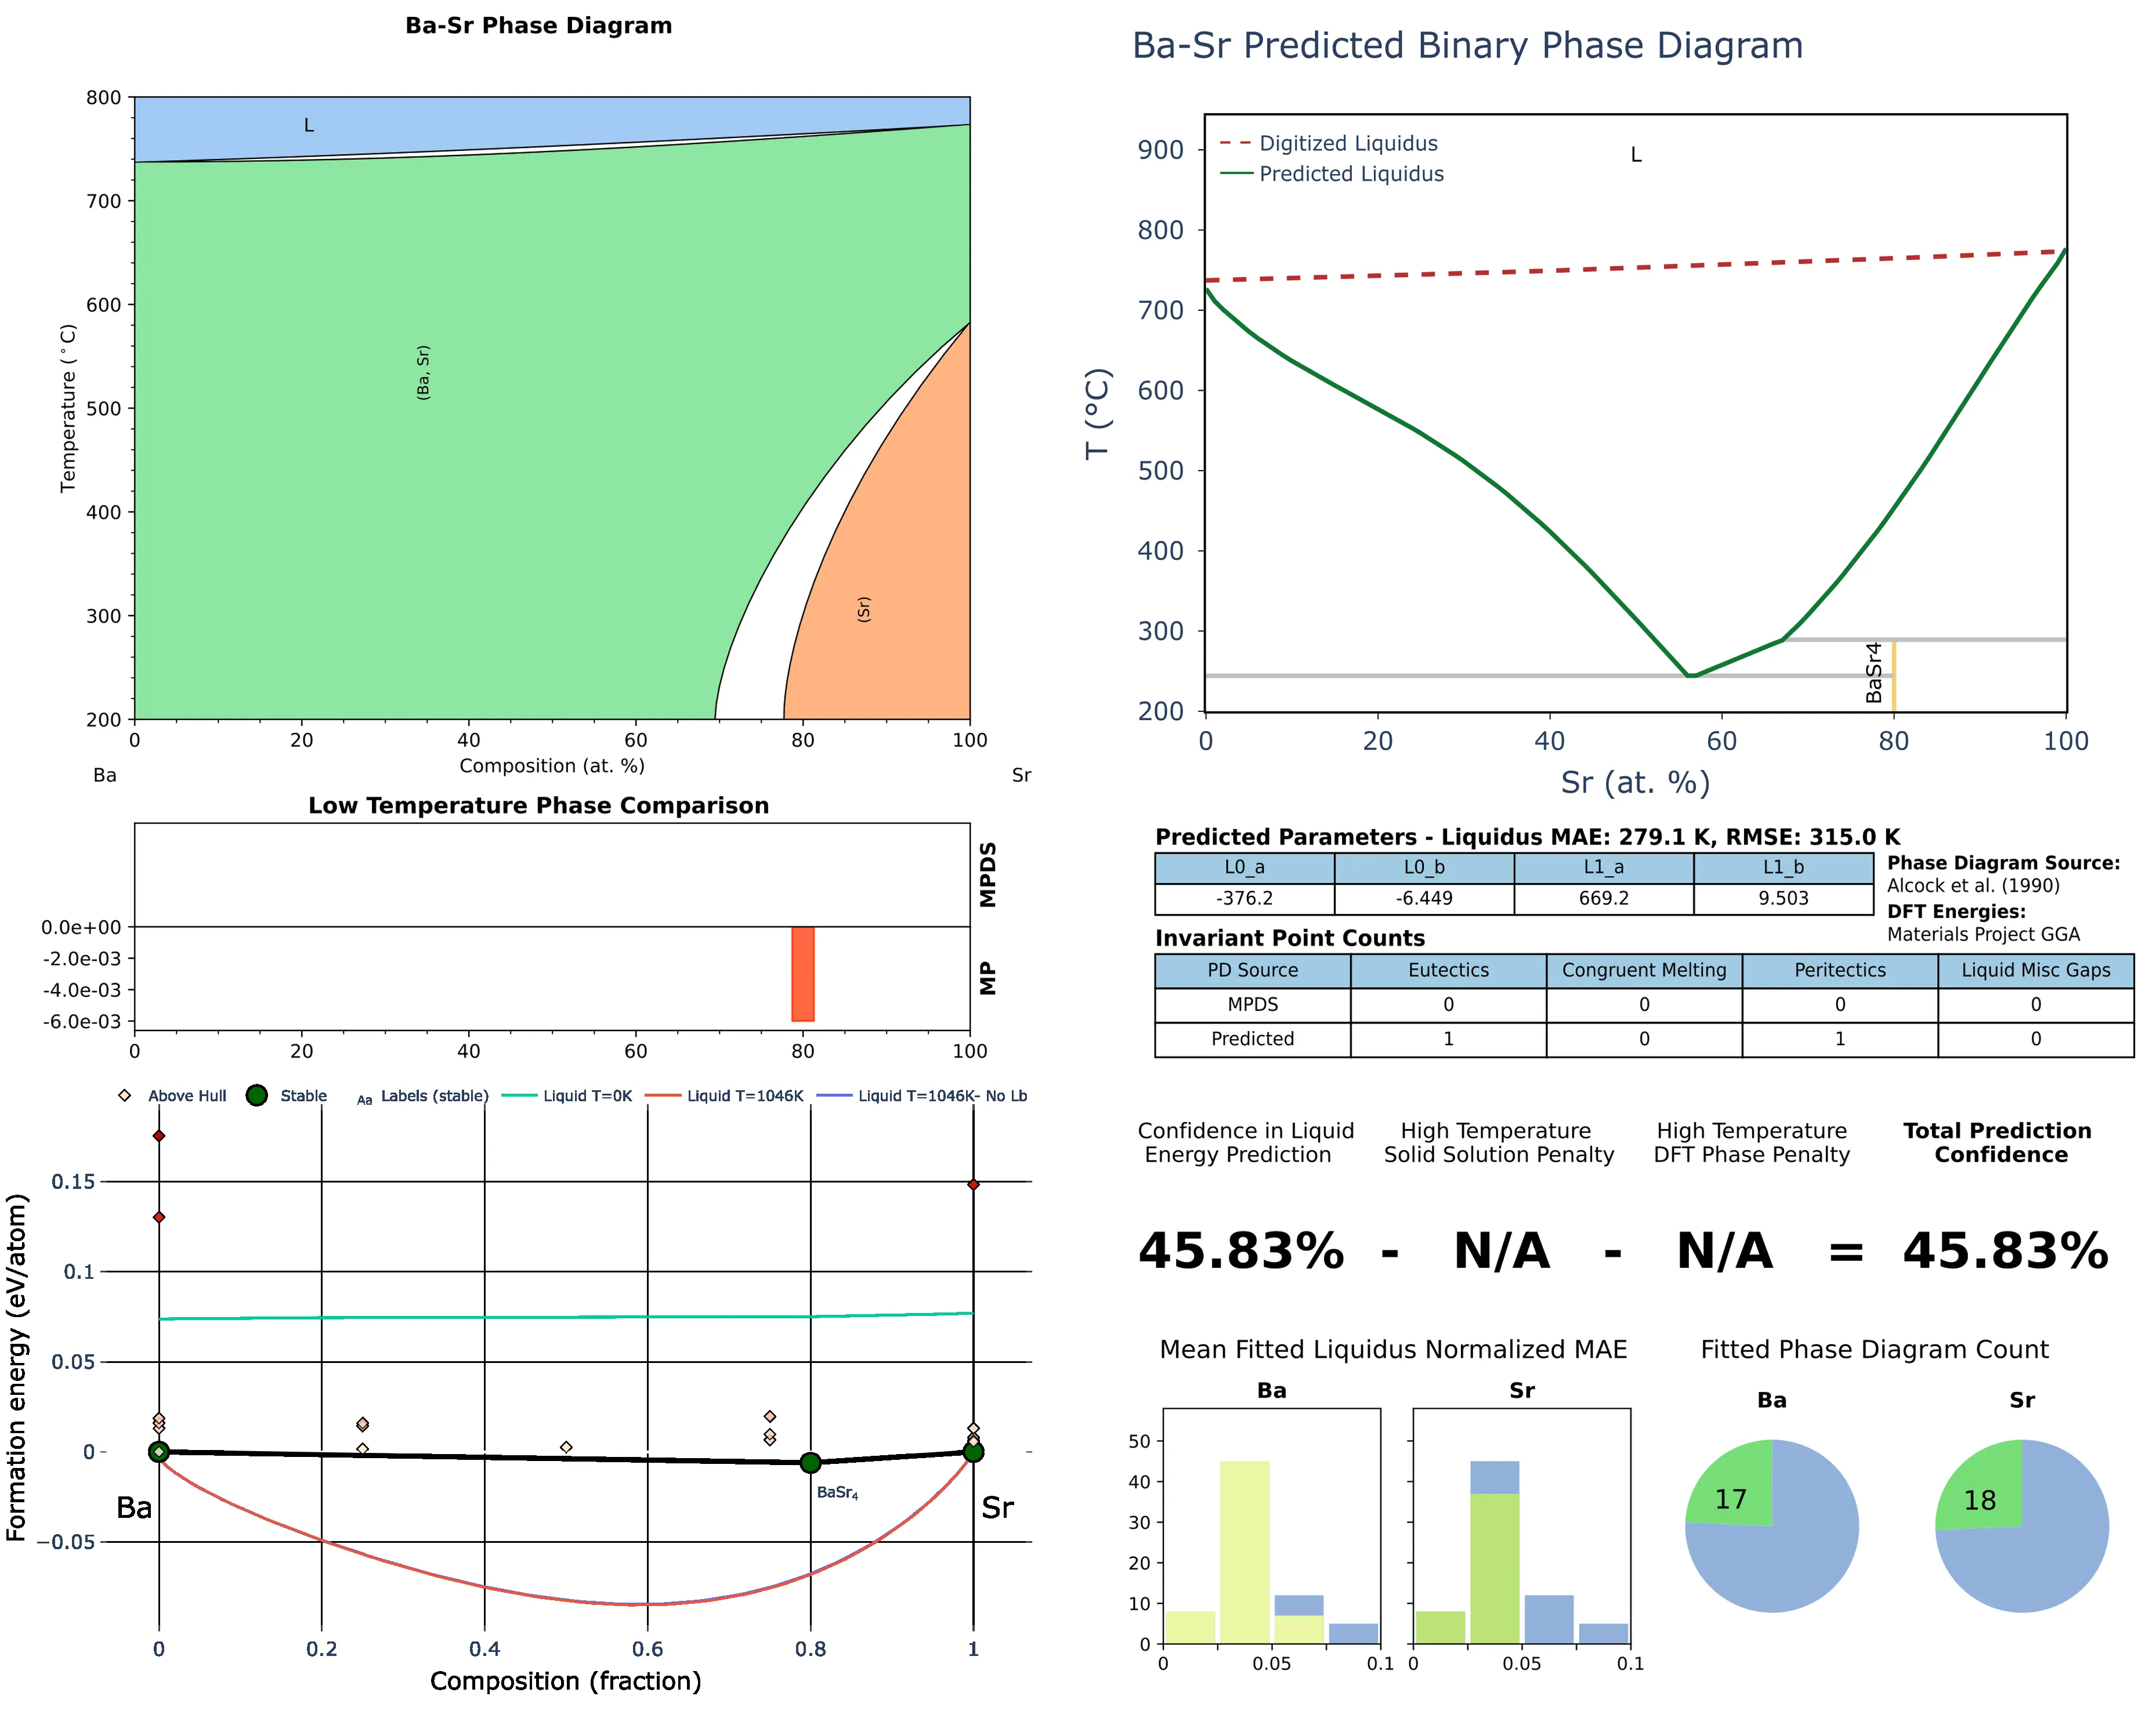 Ba-Sr Phase Diagram
800
700
600
500
400
300
200
Temperature (°C)
L
(Ba, Sr)
(Sr)
0 20 40 60 80 100
Composition (at. %)
Ba Sr
Low Temperature Phase Comparison
MPDS
MP
0.0e+00
-2.0e-03
-4.0e-03
-6.0e-03
0 20 40 60 80 100
Above Hull Stable Aa Labels (stable) Liquid T=0K Liquid T=1046K Liquid T=1046K- No Lb
0.15
0.1
0.05
0
−0.05
Formation energy (eV/atom)
Ba
Sr
BaSr4
0 0.2 0.4 0.6 0.8 1
Composition (fraction)
Ba-Sr Predicted Binary Phase Diagram
Digitized Liquidus
Predicted Liquidus
L
900
800
700
600
500
400
300
200
T (°C)
BaSr4
0 20 40 60 80 100
Sr (at. %)
Predicted Parameters - Liquidus MAE: 279.1 K, RMSE: 315.0 K
L0_a L0_b L1_a L1_b
-376.2 -6.449 669.2 9.503
Phase Diagram Source:
Alcock et al. (1990)
DFT Energies:
Materials Project GGA
Invariant Point Counts
PD Source Eutectics Congruent Melting Peritectics Liquid Misc Gaps
MPDS 0 0 0 0
Predicted 1 0 1 0
Confidence in Liquid
Energy Prediction
High Temperature
Solid Solution Penalty
High Temperature
DFT Phase Penalty
Total Prediction
Confidence
45.83% - N/A - N/A = 45.83%
Mean Fitted Liquidus Normalized MAE
Ba Sr
50
40
30
20
10
0
0 0.05 0.1 0 0.05 0.1
Fitted Phase Diagram Count
Ba Sr
17 18